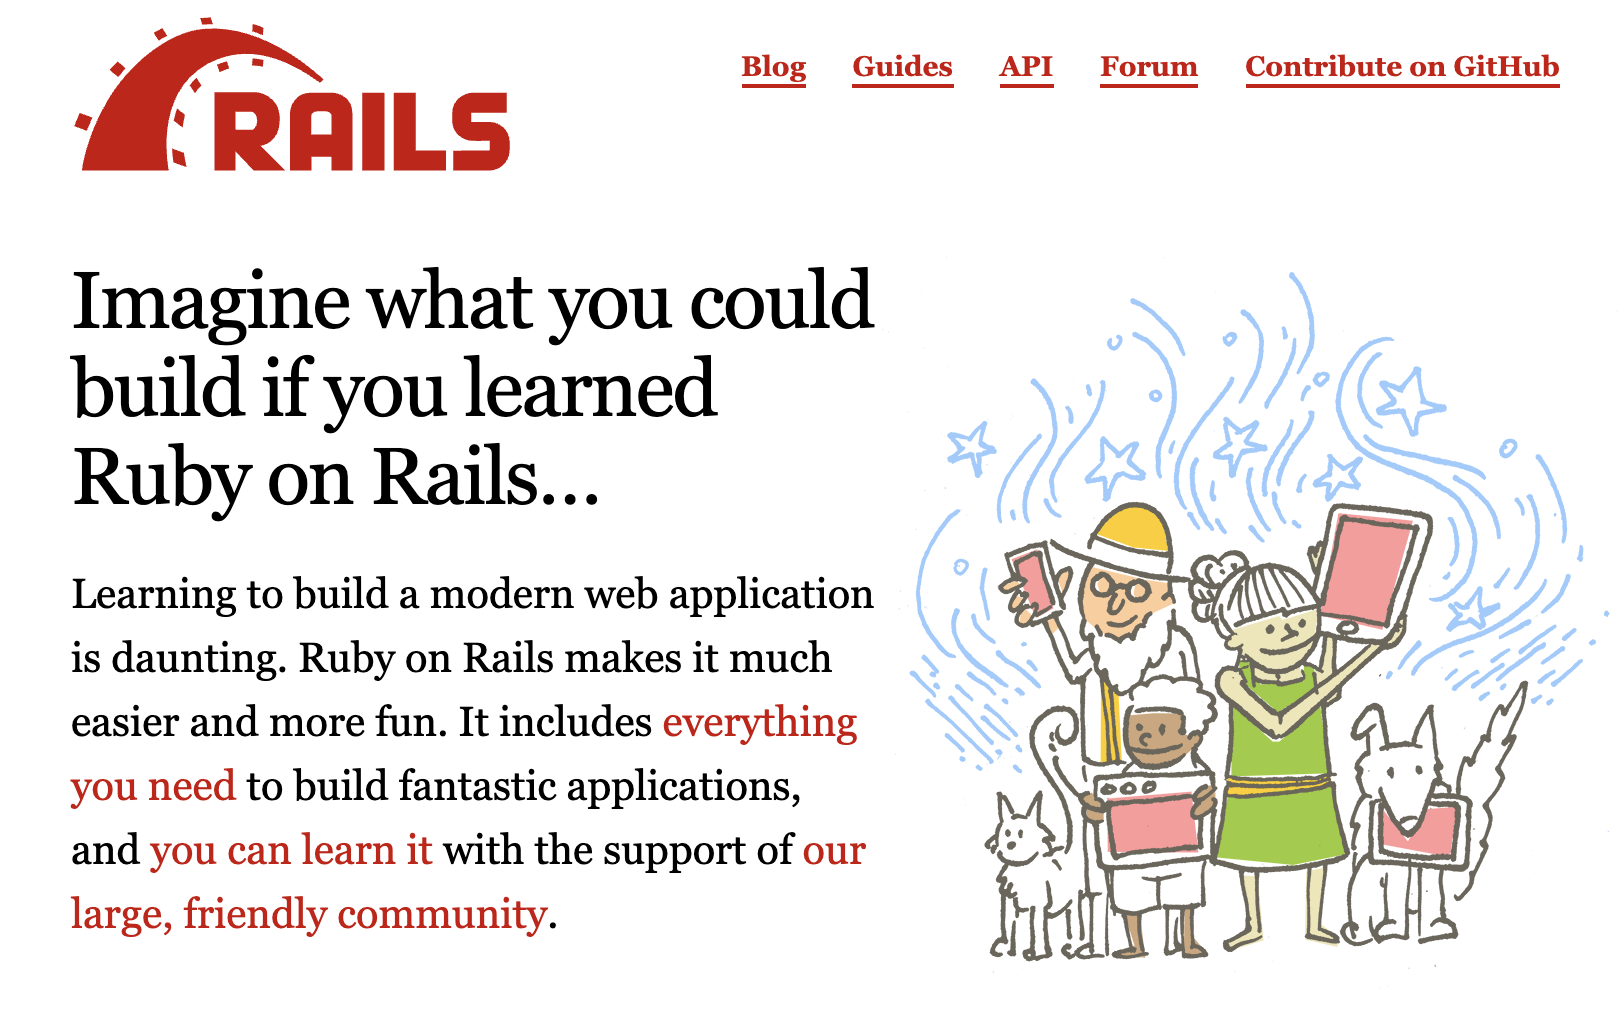 RAILS
Blog Guides API Forum Contribute on GitHub
Imagine what you could
build if you learned
Ruby on Rails…
Learning to build a modern web application
is daunting. Ruby on Rails makes it much
easier and more fun. It includes everything
you need to build fantastic applications,
and you can learn it with the support of our
large, friendly community.